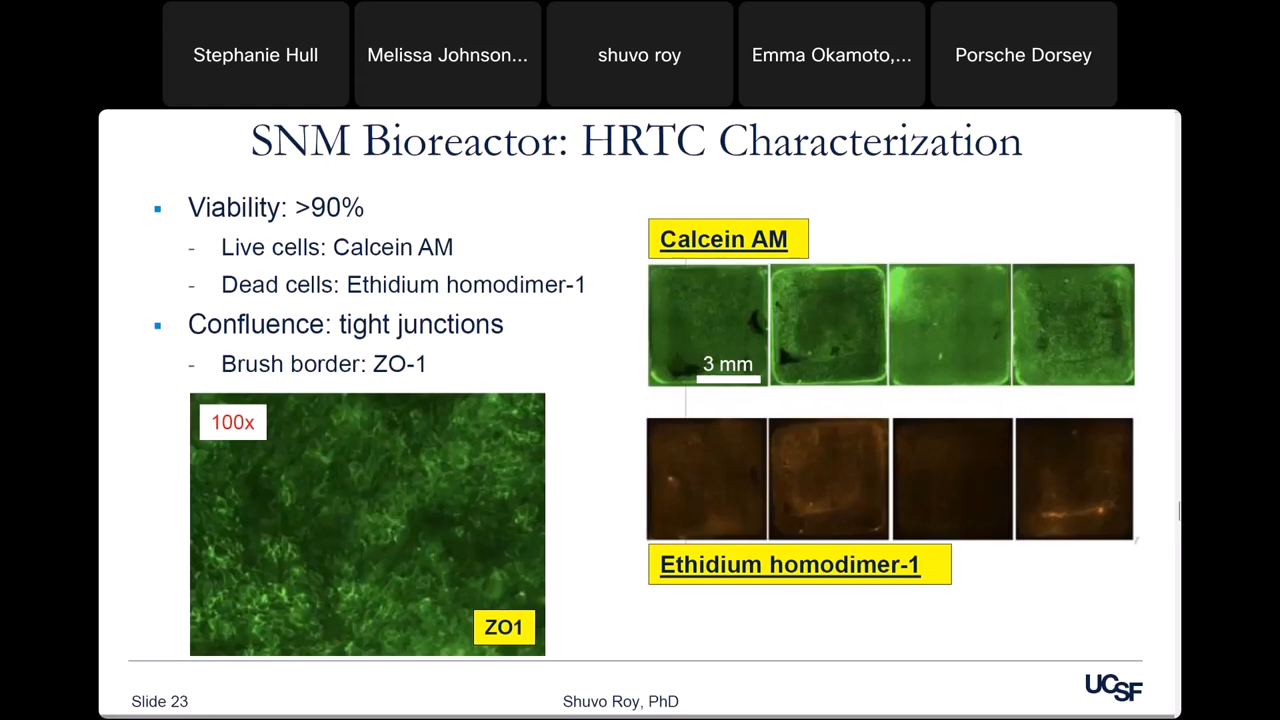 Stephanie Hull
Melissa Johnson...
shuvo roy
Emma Okamoto,...
Porsche Dorsey
SNM Bioreactor: HRTC Characterization
▪ Viability: >90%
- Live cells: Calcein AM
- Dead cells: Ethidium homodimer-1
▪ Confluence: tight junctions
- Brush border: ZO-1
100x
ZO1
Calcein AM
3 mm
Ethidium homodimer-1
Slide 23
Shuvo Roy, PhD
UCSF